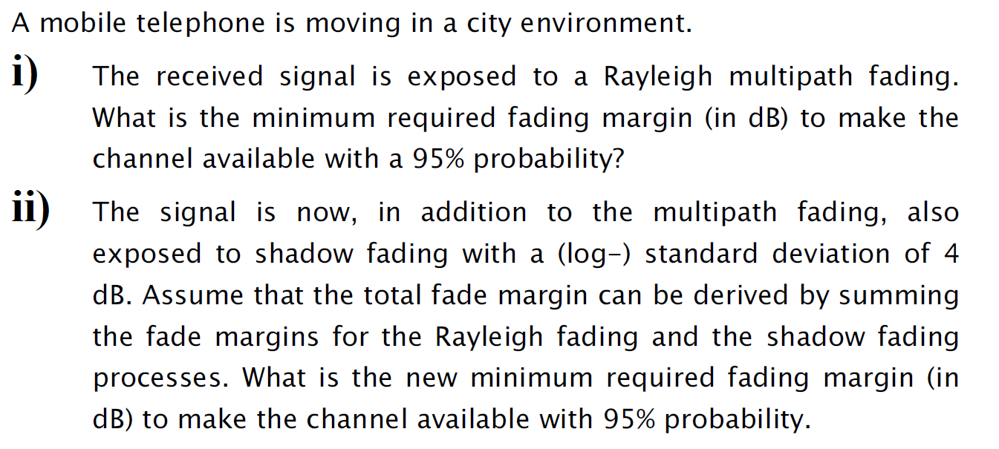 A mobile telephone is moving in a city environment.
i) The received signal is exposed to a Rayleigh multipath fading.
What is the minimum required fading margin (in dB) to make the
channel available with a 95% probability?
ii) The signal is now, in addition to the multipath fading, also
exposed to shadow fading with a (log-) standard deviation of 4
dB. Assume that the total fade margin can be derived by summing
the fade margins for the Rayleigh fading and the shadow fading
processes. What is the new minimum required fading margin (in
dB) to make the channel available with 95% probability.